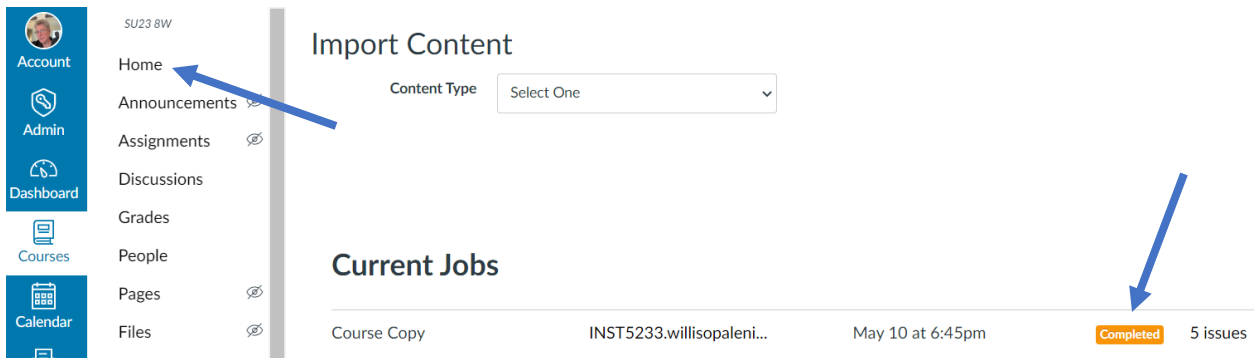 Account
Admin
Dashboard
Courses
Calendar
SU23 8W
Home
Announcements
Assignments
Discussions
Grades
People
Pages
Files
Import Content
Content Type Select One
Current Jobs
Course Copy INST5233.willisopaleni... May 10 at 6:45pm Completed 5 issues